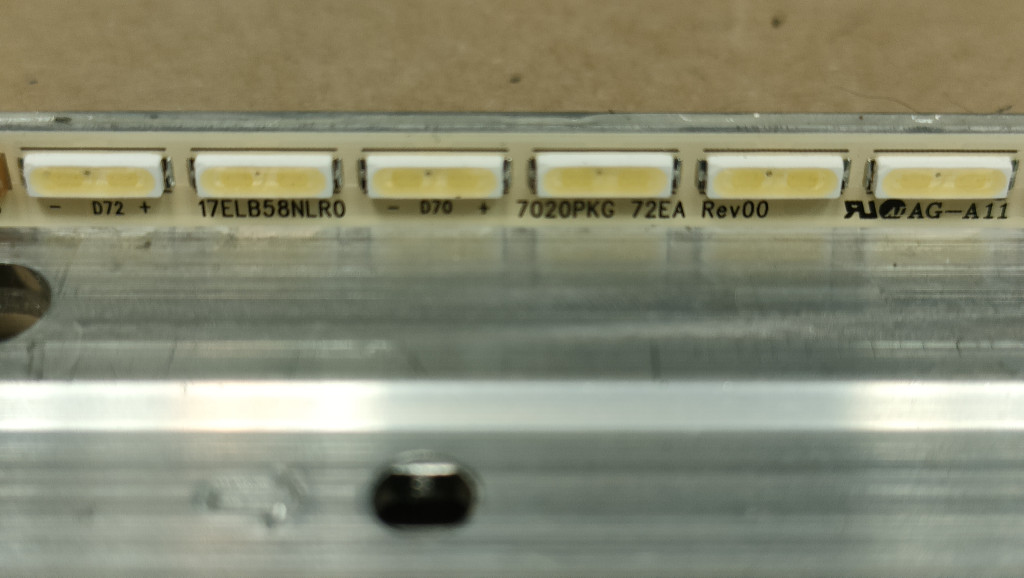 - D72 + 17ELB58NLR0 - D70 + 7020PKG 72EA Rev00 AG-A11